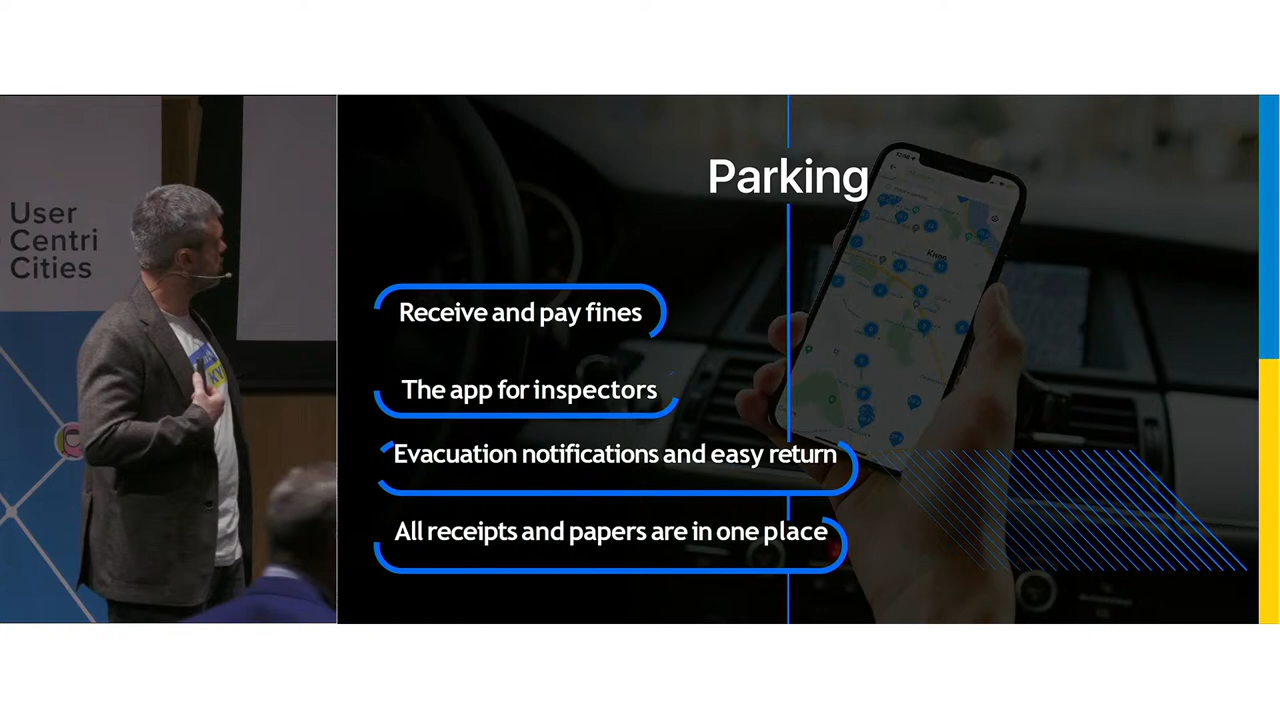 User
Centri
Cities
KY
Parking
Receive and pay fines
The app for inspectors
Evacuation notifications and easy return
All receipts and papers are in one place